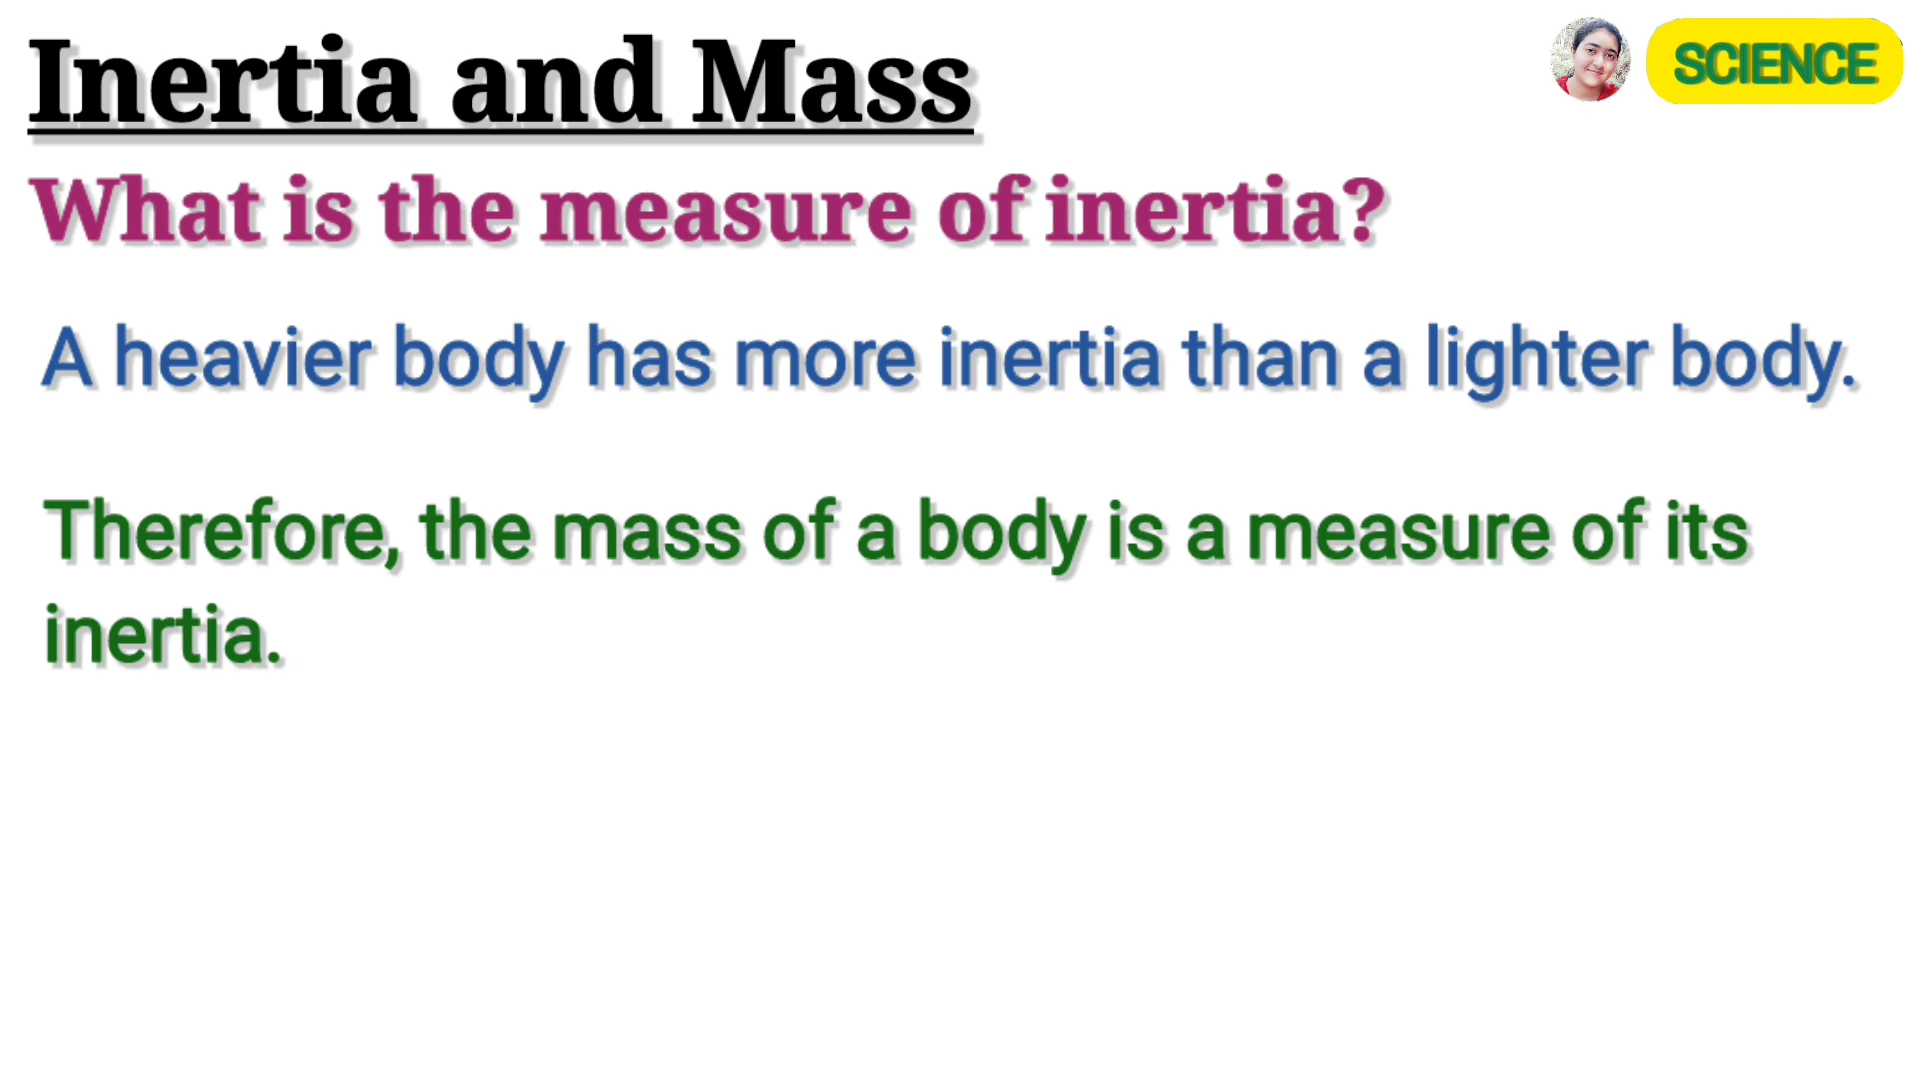 Inertia and Mass
SCIENCE
What is the measure of inertia?
A heavier body has more inertia than a lighter body.
Therefore, the mass of a body is a measure of its
inertia.